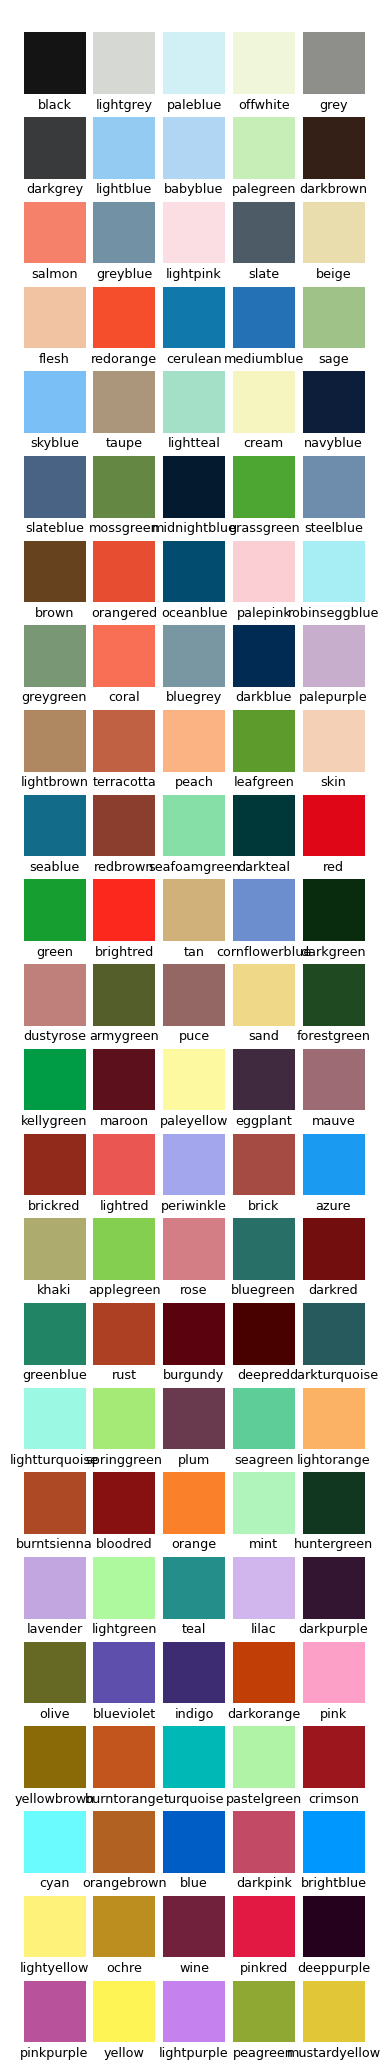 black lightgrey paleblue offwhite grey
darkgrey lightblue babyblue palegreen darkbrown
salmon greyblue lightpink slate beige
flesh redorange cerulean mediumblue sage
skyblue taupe lightteal cream navyblue
slateblue mossgreen midnightblue grassgreen steelblue
brown orangered oceanblue palepink robinseggblue
greygreen coral bluegrey darkblue palepurple
lightbrown terracotta peach leafgreen skin
seablue redbrown seafoamgreen darkteal red
green brightred tan cornflowerblue darkgreen
dustyrose armygreen puce sand forestgreen
kellygreen maroon paleyellow eggplant mauve
brickred lightred periwinkle brick azure
khaki applegreen rose bluegreen darkred
greenblue rust burgundy deepred darkturquoise
lightturquoise springgreen plum seagreen lightorange
burntsienna bloodred orange mint huntergreen
lavender lightgreen teal lilac darkpurple
olive blueviolet indigo darkorange pink
yellowbrown burntorange turquoise pastelgreen crimson
cyan orangebrown blue darkpink brightblue
lightyellow ochre wine pinkred deeppurple
pinkpurple yellow lightpurple peagreen mustardyellow